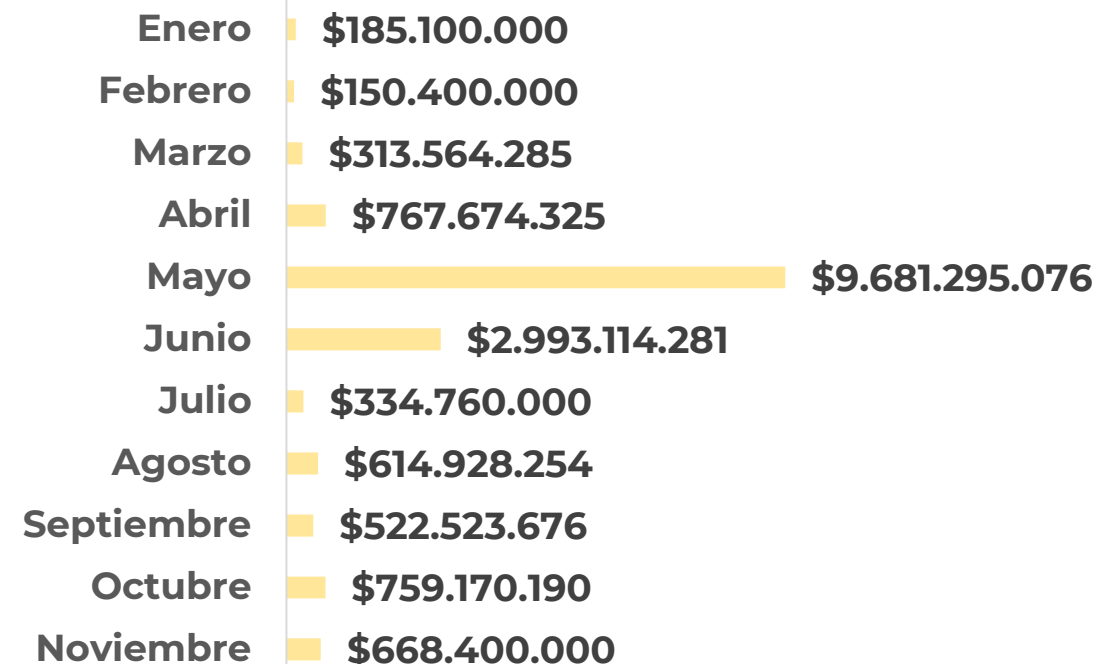 Enero $185.100.000
Febrero $150.400.000
Marzo $313.564.285
Abril $767.674.325
Mayo $9.681.295.076
Junio $2.993.114.281
Julio $334.760.000
Agosto $614.928.254
Septiembre $522.523.676
Octubre $759.170.190
Noviembre $668.400.000